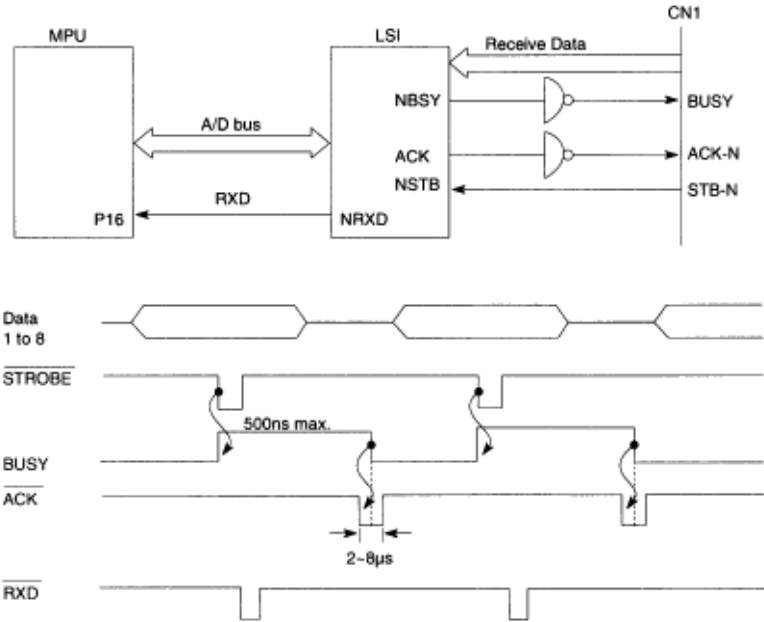 CN1
MPU
LSI
Receive Data
NBSY
BUSY
A/D bus
ACK
ACK-N
NSTB
STB-N
RXD
P16
NRXD
Data
1 to 8
STROBE
500ns max.
BUSY
ACK
2~8µs
RXD